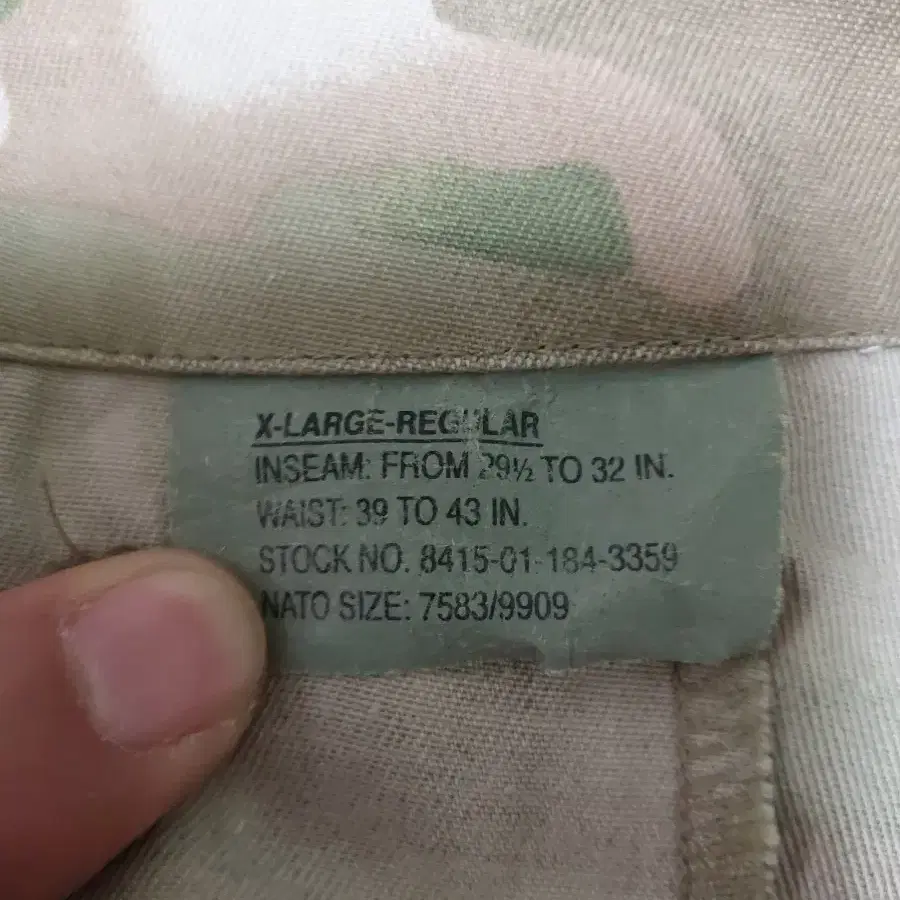 X-LARGE-REGULAR
INSEAM: FROM 29½ TO 32 IN.
WAIST: 39 TO 43 IN.
STOCK NO. 8415-01-184-3359
NATO SIZE: 7583/9909